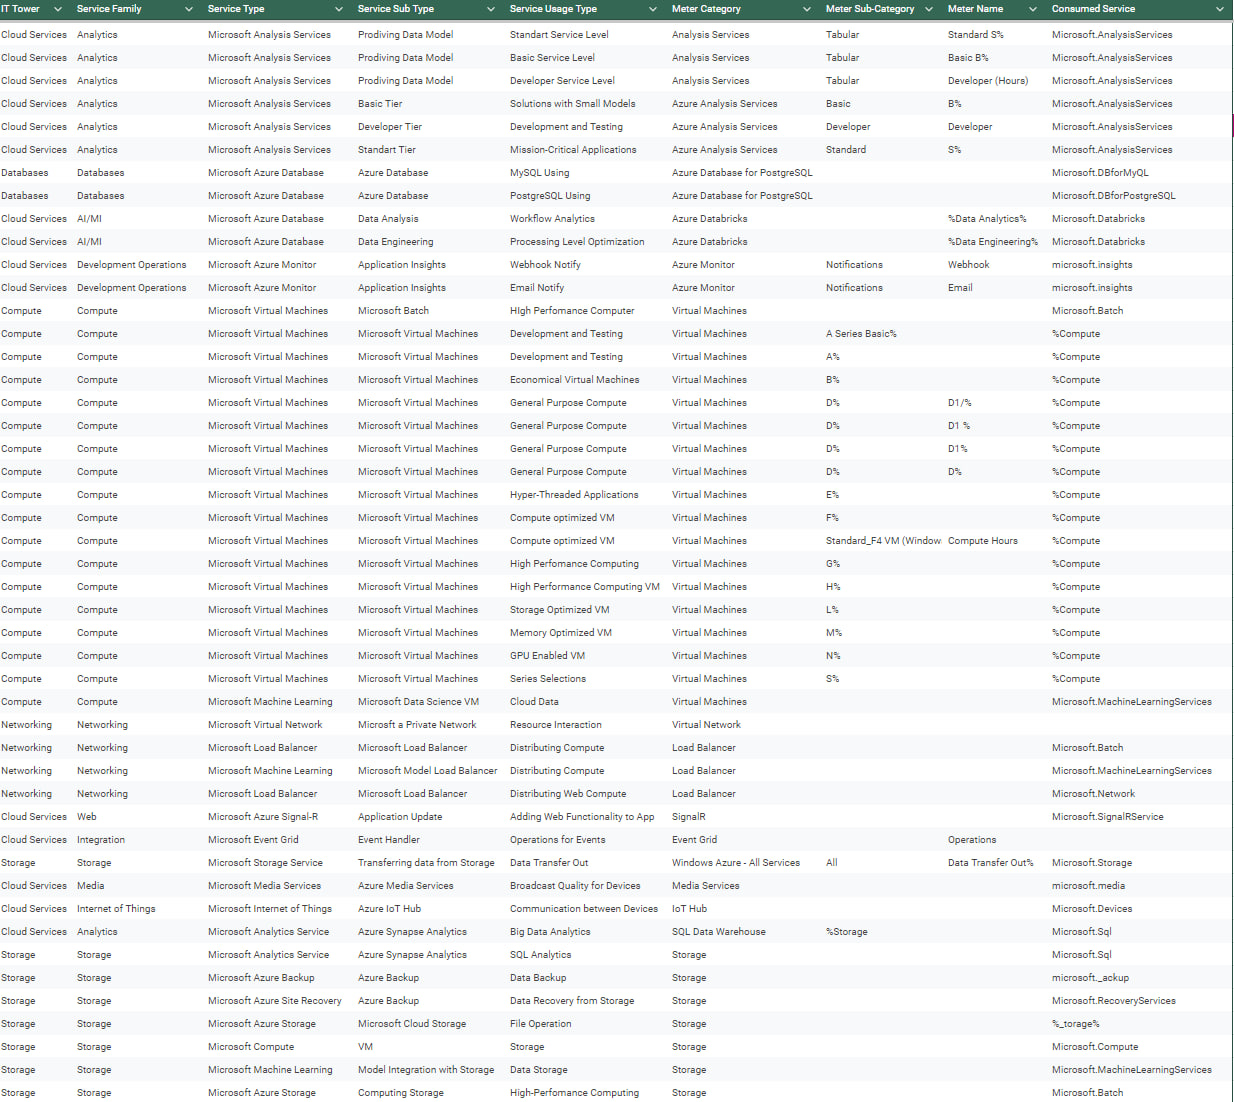 IT Tower Service Family Service Type Service Sub Type Service Usage Type Meter Category Meter Sub-Category Meter Name Consumed Service
Cloud Services Analytics Microsoft Analysis Services Prodiving Data Model Standart Service Level Analysis Services Tabular Standard S% Microsoft.AnalysisServices
Cloud Services Analytics Microsoft Analysis Services Prodiving Data Model Basic Service Level Analysis Services Tabular Basic B% Microsoft.AnalysisServices
Cloud Services Analytics Microsoft Analysis Services Prodiving Data Model Developer Service Level Analysis Services Tabular Developer (Hours) Microsoft.AnalysisServices
Cloud Services Analytics Microsoft Analysis Services Basic Tier Solutions with Small Models Azure Analysis Services Basic B% Microsoft.AnalysisServices
Cloud Services Analytics Microsoft Analysis Services Developer Tier Development and Testing Azure Analysis Services Developer Developer Microsoft.AnalysisServices
Cloud Services Analytics Microsoft Analysis Services Standart Tier Mission-Critical Applications Azure Analysis Services Standard S% Microsoft.AnalysisServices
Databases Databases Microsoft Azure Database Azure Database MySQL Using Azure Database for PostgreSQL Microsoft.DBforMyQL
Databases Databases Microsoft Azure Database Azure Database PostgreSQL Using Azure Database for PostgreSQL Microsoft.DBforPostgreSQL
Cloud Services AI/MI Microsoft Azure Database Data Analysis Workflow Analytics Azure Databricks %Data Analytics% Microsoft.Databricks
Cloud Services AI/MI Microsoft Azure Database Data Engineering Processing Level Optimization Azure Databricks %Data Engineering% Microsoft.Databricks
Cloud Services Development Operations Microsoft Azure Monitor Application Insights Webhook Notify Azure Monitor Notifications Webhook microsoft.insights
Cloud Services Development Operations Microsoft Azure Monitor Application Insights Email Notify Azure Monitor Notifications Email microsoft.insights
Compute Compute Microsoft Virtual Machines Microsoft Batch HIgh Perfomance Computer Virtual Machines Microsoft.Batch
Compute Compute Microsoft Virtual Machines Microsoft Virtual Machines Development and Testing Virtual Machines A Series Basic% %Compute
Compute Compute Microsoft Virtual Machines Microsoft Virtual Machines Development and Testing Virtual Machines A% %Compute
Compute Compute Microsoft Virtual Machines Microsoft Virtual Machines Economical Virtual Machines Virtual Machines B% %Compute
Compute Compute Microsoft Virtual Machines Microsoft Virtual Machines General Purpose Compute Virtual Machines D% D1/% %Compute
Compute Compute Microsoft Virtual Machines Microsoft Virtual Machines General Purpose Compute Virtual Machines D% D1 % %Compute
Compute Compute Microsoft Virtual Machines Microsoft Virtual Machines General Purpose Compute Virtual Machines D% D1% %Compute
Compute Compute Microsoft Virtual Machines Microsoft Virtual Machines General Purpose Compute Virtual Machines D% D% %Compute
Compute Compute Microsoft Virtual Machines Microsoft Virtual Machines Hyper-Threaded Applications Virtual Machines E% %Compute
Compute Compute Microsoft Virtual Machines Microsoft Virtual Machines Compute optimized VM Virtual Machines F% %Compute
Compute Compute Microsoft Virtual Machines Microsoft Virtual Machines Compute optimized VM Virtual Machines Standard_F4 VM (Window Compute Hours %Compute
Compute Compute Microsoft Virtual Machines Microsoft Virtual Machines High Perfomance Computing Virtual Machines G% %Compute
Compute Compute Microsoft Virtual Machines Microsoft Virtual Machines High Performance Computing VM Virtual Machines H% %Compute
Compute Compute Microsoft Virtual Machines Microsoft Virtual Machines Storage Optimized VM Virtual Machines L% %Compute
Compute Compute Microsoft Virtual Machines Microsoft Virtual Machines Memory Optimized VM Virtual Machines M% %Compute
Compute Compute Microsoft Virtual Machines Microsoft Virtual Machines GPU Enabled VM Virtual Machines N% %Compute
Compute Compute Microsoft Virtual Machines Microsoft Virtual Machines Series Selections Virtual Machines S% %Compute
Compute Compute Microsoft Machine Learning Microsoft Data Science VM Cloud Data Virtual Machines Microsoft.MachineLearningServices
Networking Networking Microsoft Virtual Network Microsft a Private Network Resource Interaction Virtual Network
Networking Networking Microsoft Load Balancer Microsoft Load Balancer Distributing Compute Load Balancer Microsoft.Batch
Networking Networking Microsoft Machine Learning Microsoft Model Load Balancer Distributing Compute Load Balancer Microsoft.MachineLearningServices
Networking Networking Microsoft Load Balancer Microsoft Load Balancer Distributing Web Compute Load Balancer Microsoft.Network
Cloud Services Web Microsoft Azure Signal-R Application Update Adding Web Functionality to App SignalR Microsoft.SignalRService
Cloud Services Integration Microsoft Event Grid Event Handler Operations for Events Event Grid Operations
Storage Storage Microsoft Storage Service Transferring data from Storage Data Transfer Out Windows Azure - All Services All Data Transfer Out% Microsoft.Storage
Cloud Services Media Microsoft Media Services Azure Media Services Broadcast Quality for Devices Media Services microsoft.media
Cloud Services Internet of Things Microsoft Internet of Things Azure IoT Hub Communication between Devices IoT Hub Microsoft.Devices
Cloud Services Analytics Microsoft Analytics Service Azure Synapse Analytics Big Data Analytics SQL Data Warehouse %Storage Microsoft.Sql
Storage Storage Microsoft Analytics Service Azure Synapse Analytics SQL Analytics Storage Microsoft.Sql
Storage Storage Microsoft Azure Backup Azure Backup Data Backup Storage microsoft._ackup
Storage Storage Microsoft Azure Site Recovery Azure Backup Data Recovery from Storage Storage Microsoft.RecoveryServices
Storage Storage Microsoft Azure Storage Microsoft Cloud Storage File Operation Storage %_torage%
Storage Storage Microsoft Compute VM Storage Storage Microsoft.Compute
Storage Storage Microsoft Machine Learning Model Integration with Storage Data Storage Storage Microsoft.MachineLearningServices
Storage Storage Microsoft Azure Storage Computing Storage High-Perfomance Computing Storage Microsoft.Batch